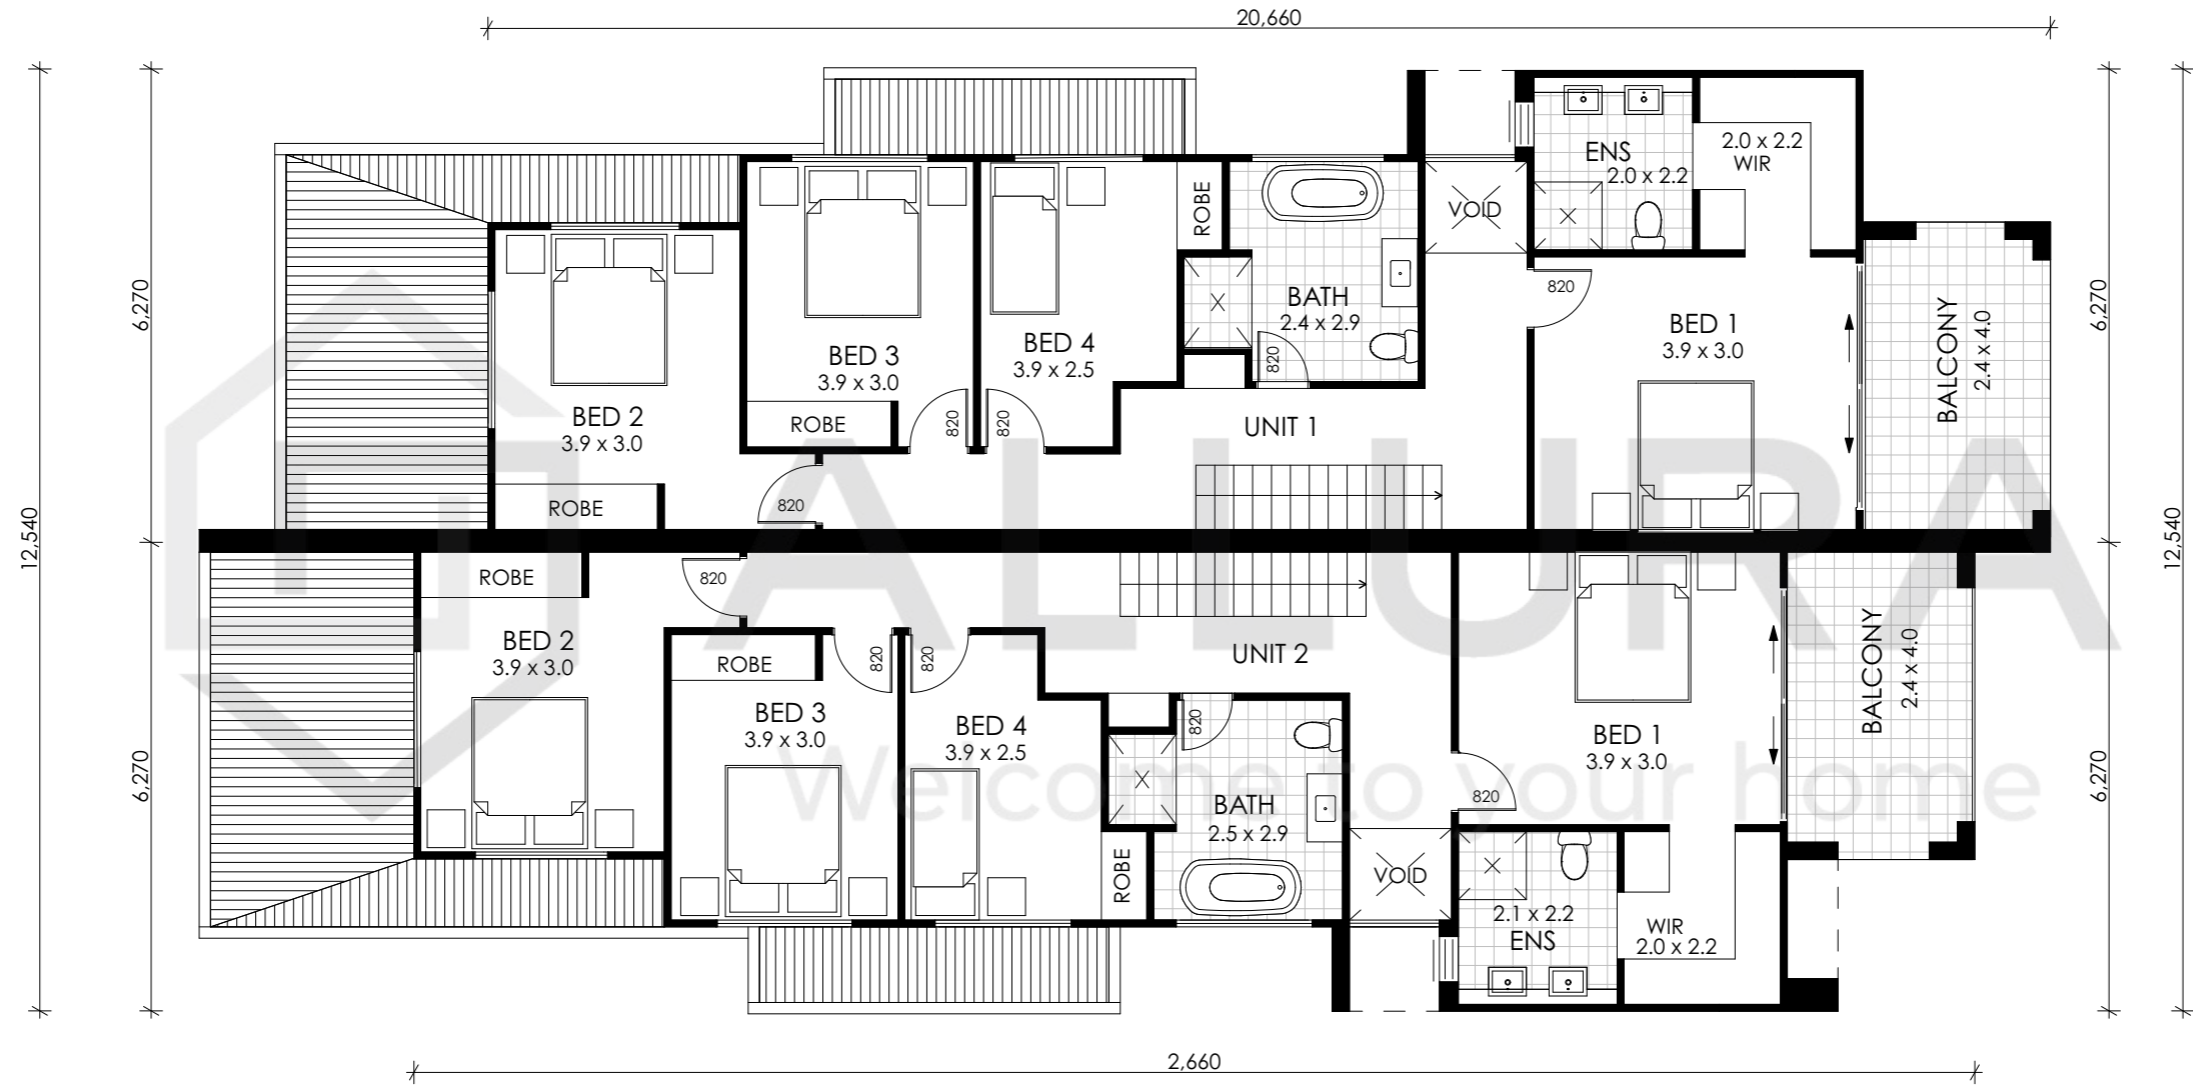 20,660
12,540
6,270
6,270
12,540
2.0 x 2.2
WIR
ENS
2.0 x 2.2
ROBE
VOID
820
BATH
2.4 x 2.9
820
BED 1
3.9 x 3.0
BALCONY
2.4 x 4.0
BED 4
3.9 x 2.5
BED 3
3.9 x 3.0
ROBE
820
820
BED 2
3.9 x 3.0
ROBE
820
UNIT 1
ALLURA
Welcome to your home
ROBE
820
BED 2
3.9 x 3.0
ROBE
820
820
BED 3
3.9 x 3.0
BED 4
3.9 x 2.5
UNIT 2
820
BATH
2.5 x 2.9
ROBE
VOID
820
BED 1
3.9 x 3.0
BALCONY
2.4 x 4.0
2.1 x 2.2
ENS
WIR
2.0 x 2.2
6,270
6,270
2,660